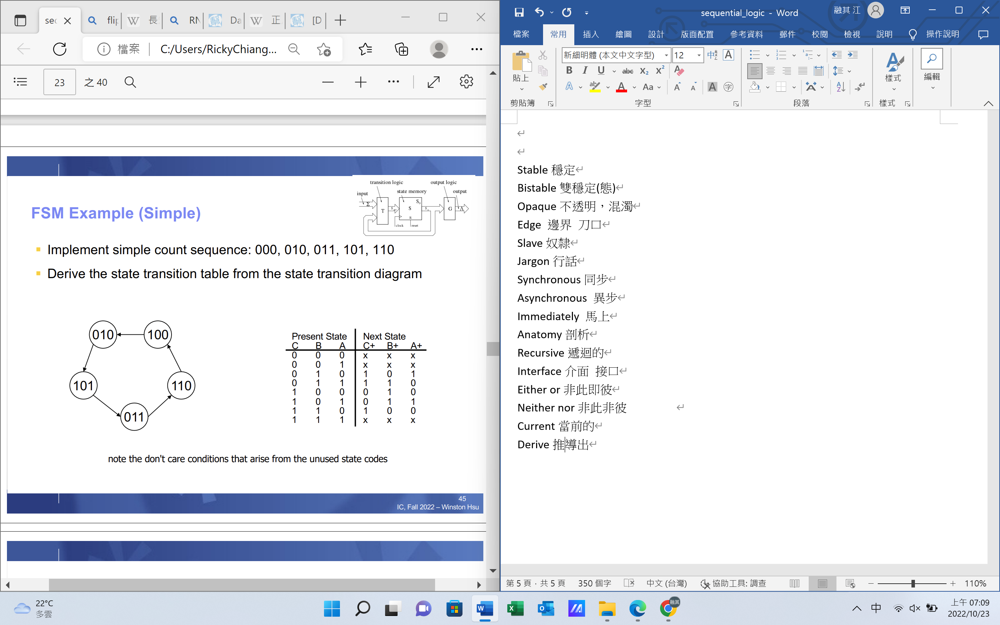 sec
flip
長
RN
Da
正
[D
檔案
C:/Users/RickyChiang...
23 之 40
transition logic
output logic
input
state memory
output
Σ
S0
T
S
G
Λ
R
clock
reset
FSM Example (Simple)
Implement simple count sequence: 000, 010, 011, 101, 110
Derive the state transition table from the state transition diagram
010
100
101
110
011
Present State Next State
C B A C+ B+ A+
0 0 0 x x x
0 0 1 x x x
0 1 0 1 0 1
0 1 1 1 1 0
1 0 0 0 1 0
1 0 1 0 1 1
1 1 0 1 0 0
1 1 1 x x x
note the don't care conditions that arise from the unused state codes
45
IC, Fall 2022 – Winston Hsu
sequential_logic - Word
融其 江
檔案 常用 插入 繪圖 設計 版面配置 參考資料 郵件 校閱 檢視 說明 操作說明
貼上
新細明體 (本文中文字型) 12
樣式
編輯
剪貼簿 字型 段落 樣式
Stable 穩定
Bistable 雙穩定(態)
Opaque 不透明，混濁
Edge 邊界 刀口
Slave 奴隸
Jargon 行話
Synchronous 同步
Asynchronous 異步
Immediately 馬上
Anatomy 剖析
Recursive 遞迴的
Interface 介面 接口
Either or 非此即彼
Neither nor 非此非彼
Current 當前的
Derive 推導出
第 5 頁，共 5 頁 350 個字 中文 (台灣) 協助工具: 調查 110%
22°C
多雲
中
上午 07:09
2022/10/23